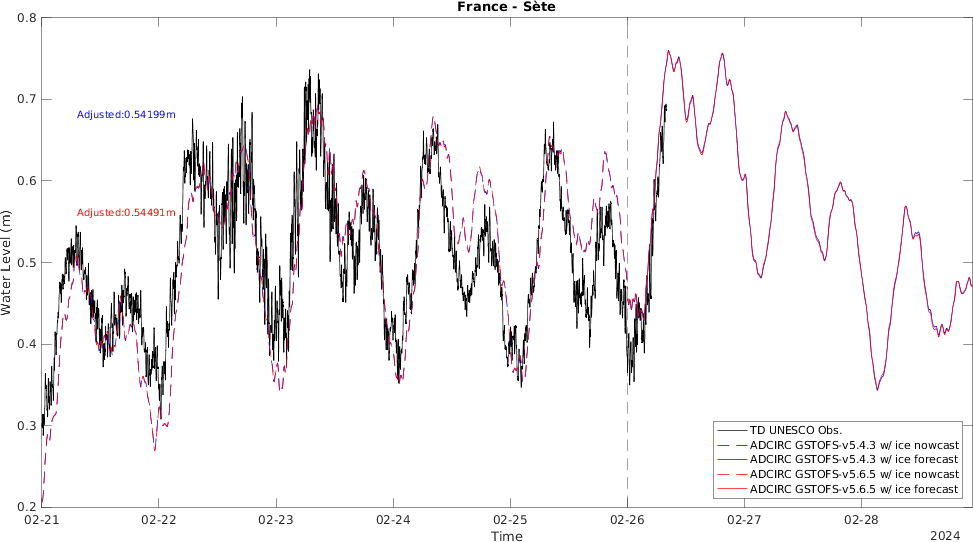 France - Sète
0.8
0.7
0.6
0.5
0.4
0.3
0.2
Water Level (m)
Adjusted:0.54199m
Adjusted:0.54491m
TD UNESCO Obs.
ADCIRC GSTOFS-v5.4.3 w/ ice nowcast
ADCIRC GSTOFS-v5.4.3 w/ ice forecast
ADCIRC GSTOFS-v5.6.5 w/ ice nowcast
ADCIRC GSTOFS-v5.6.5 w/ ice forecast
02-21 02-22 02-23 02-24 02-25 02-26 02-27 02-28
Time
2024